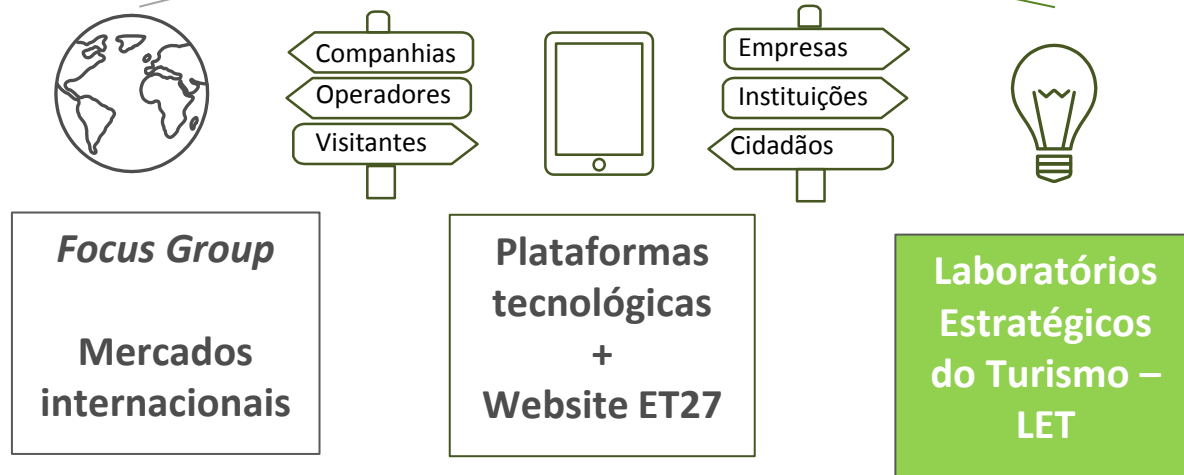 Companhias
Operadores
Visitantes
Empresas
Instituições
Cidadãos
Focus Group
Mercados
internacionais
Plataformas
tecnológicas
+
Website ET27
Laboratórios
Estratégicos
do Turismo –
LET